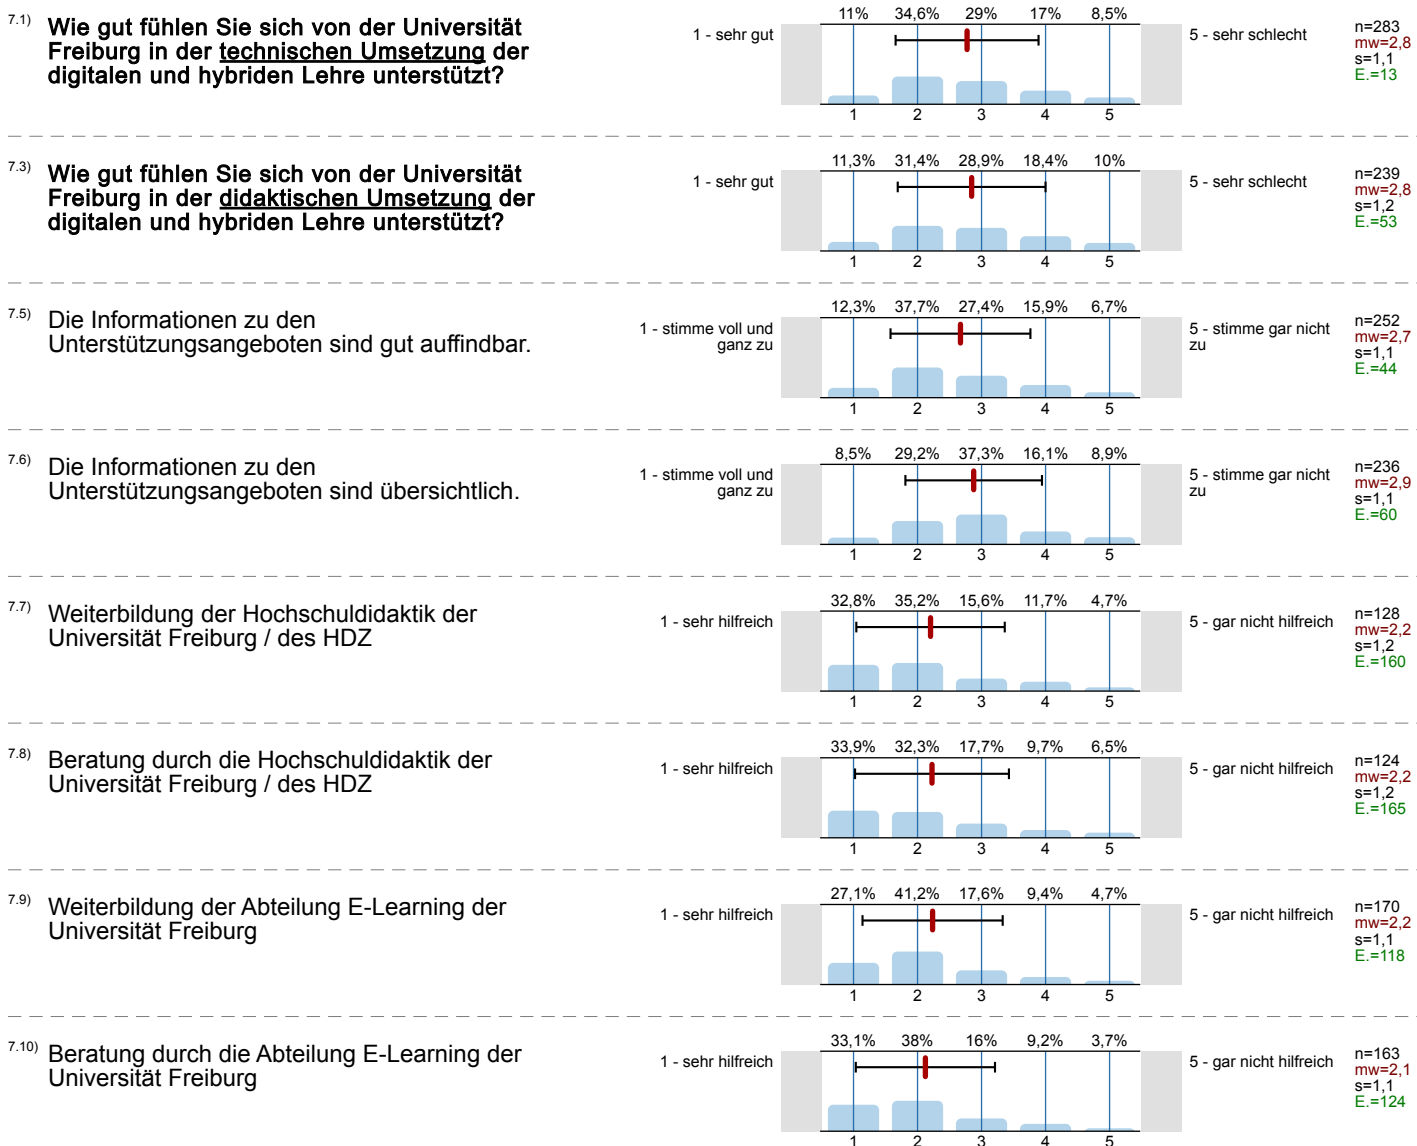 7.1) Wie gut fühlen Sie sich von der Universität
Freiburg in der technischen Umsetzung der
digitalen und hybriden Lehre unterstützt?
1 - sehr gut
11% 34,6% 29% 17% 8,5%
1 2 3 4 5
5 - sehr schlecht
n=283
mw=2,8
s=1,1
E.=13
7.3) Wie gut fühlen Sie sich von der Universität
Freiburg in der didaktischen Umsetzung der
digitalen und hybriden Lehre unterstützt?
1 - sehr gut
11,3% 31,4% 28,9% 18,4% 10%
1 2 3 4 5
5 - sehr schlecht
n=239
mw=2,8
s=1,2
E.=53
7.5) Die Informationen zu den
Unterstützungsangeboten sind gut auffindbar.
1 - stimme voll und
ganz zu
12,3% 37,7% 27,4% 15,9% 6,7%
1 2 3 4 5
5 - stimme gar nicht
zu
n=252
mw=2,7
s=1,1
E.=44
7.6) Die Informationen zu den
Unterstützungsangeboten sind übersichtlich.
1 - stimme voll und
ganz zu
8,5% 29,2% 37,3% 16,1% 8,9%
1 2 3 4 5
5 - stimme gar nicht
zu
n=236
mw=2,9
s=1,1
E.=60
7.7) Weiterbildung der Hochschuldidaktik der
Universität Freiburg / des HDZ
1 - sehr hilfreich
32,8% 35,2% 15,6% 11,7% 4,7%
1 2 3 4 5
5 - gar nicht hilfreich
n=128
mw=2,2
s=1,2
E.=160
7.8) Beratung durch die Hochschuldidaktik der
Universität Freiburg / des HDZ
1 - sehr hilfreich
33,9% 32,3% 17,7% 9,7% 6,5%
1 2 3 4 5
5 - gar nicht hilfreich
n=124
mw=2,2
s=1,2
E.=165
7.9) Weiterbildung der Abteilung E-Learning der
Universität Freiburg
1 - sehr hilfreich
27,1% 41,2% 17,6% 9,4% 4,7%
1 2 3 4 5
5 - gar nicht hilfreich
n=170
mw=2,2
s=1,1
E.=118
7.10) Beratung durch die Abteilung E-Learning der
Universität Freiburg
1 - sehr hilfreich
33,1% 38% 16% 9,2% 3,7%
1 2 3 4 5
5 - gar nicht hilfreich
n=163
mw=2,1
s=1,1
E.=124